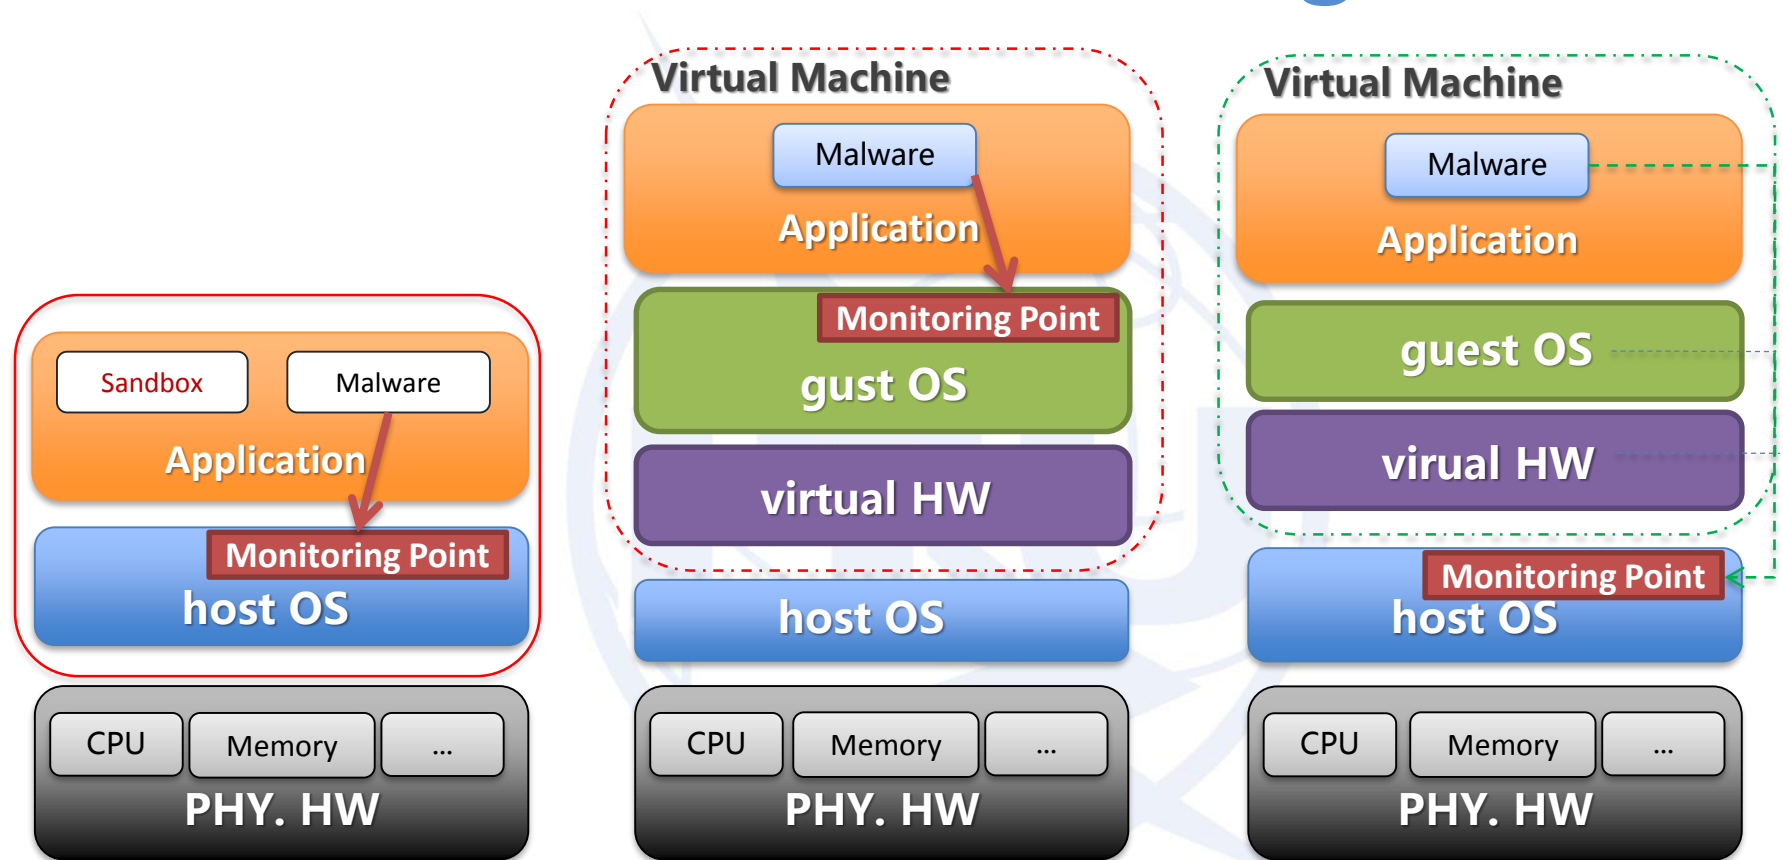 Sandbox
Malware
Application
Monitoring Point
host OS
CPU
Memory
...
PHY. HW
Virtual Machine
Malware
Application
Monitoring Point
gust OS
virtual HW
host OS
CPU
Memory
...
PHY. HW
Virtual Machine
Malware
Application
guest OS
virual HW
Monitoring Point
host OS
CPU
Memory
...
PHY. HW